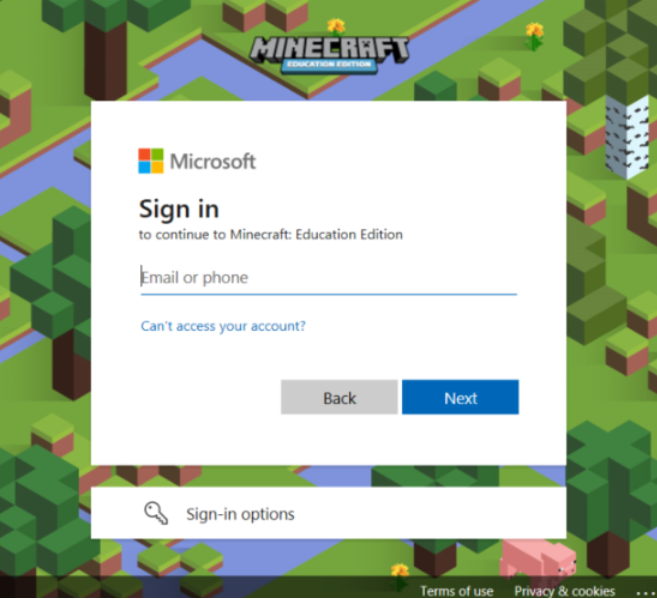 MINECRAFT
EDUCATION EDITION
Microsoft
Sign in
to continue to Minecraft: Education Edition
Email or phone
Can't access your account?
Back Next
Sign-in options
Terms of use Privacy & cookies ...